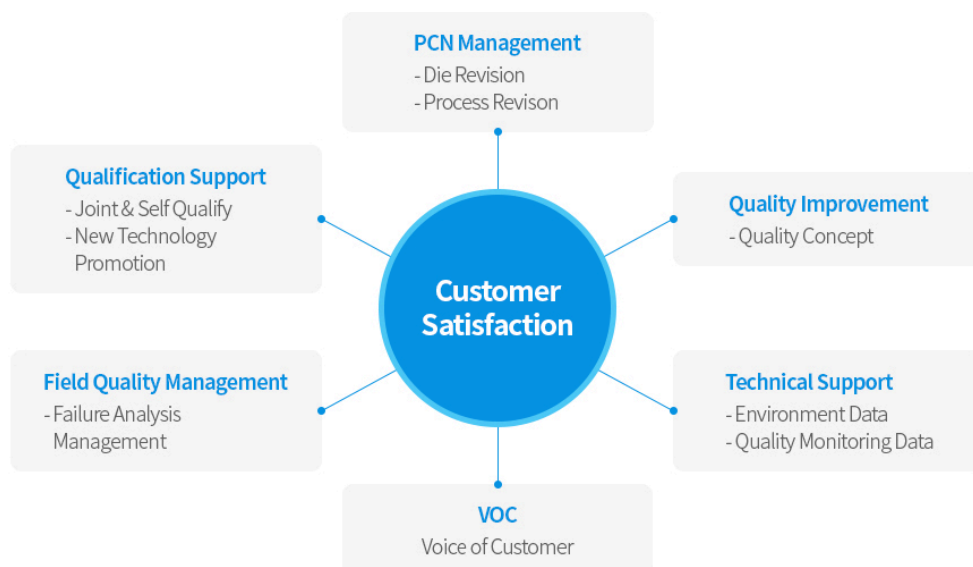 PCN Management
- Die Revision
- Process Revison
Qualification Support
- Joint & Self Qualify
- New Technology
Promotion
Quality Improvement
- Quality Concept
Customer
Satisfaction
Field Quality Management
- Failure Analysis
Management
Technical Support
- Environment Data
- Quality Monitoring Data
VOC
Voice of Customer